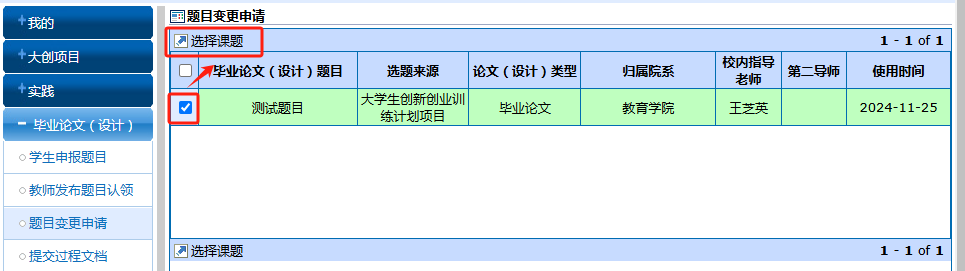 我的
大创项目
实践
毕业论文（设计）
学生申报题目
教师发布题目认领
题目变更申请
提交过程文档
题目变更申请
选择课题
1 - 1 of 1
毕业论文（设计）题目
选题来源
论文（设计）类型
归属院系
校内指导
老师
第二导师
使用时间
测试题目
大学生创新创业训
练计划项目
毕业论文
教育学院
王芝英
2024-11-25
选择课题
1 - 1 of 1